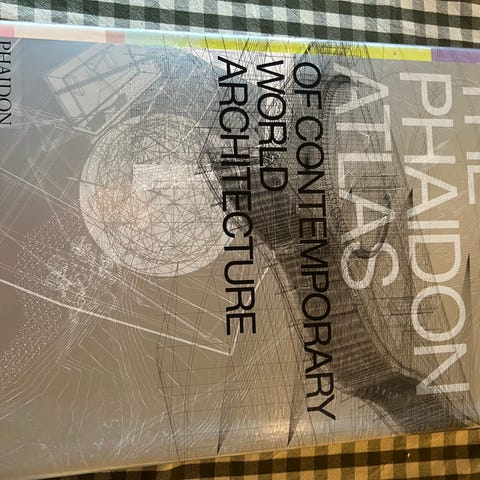 THE
PHAIDON
ATLAS
OF CONTEMPORARY
WORLD
ARCHITECTURE
PHAIDON